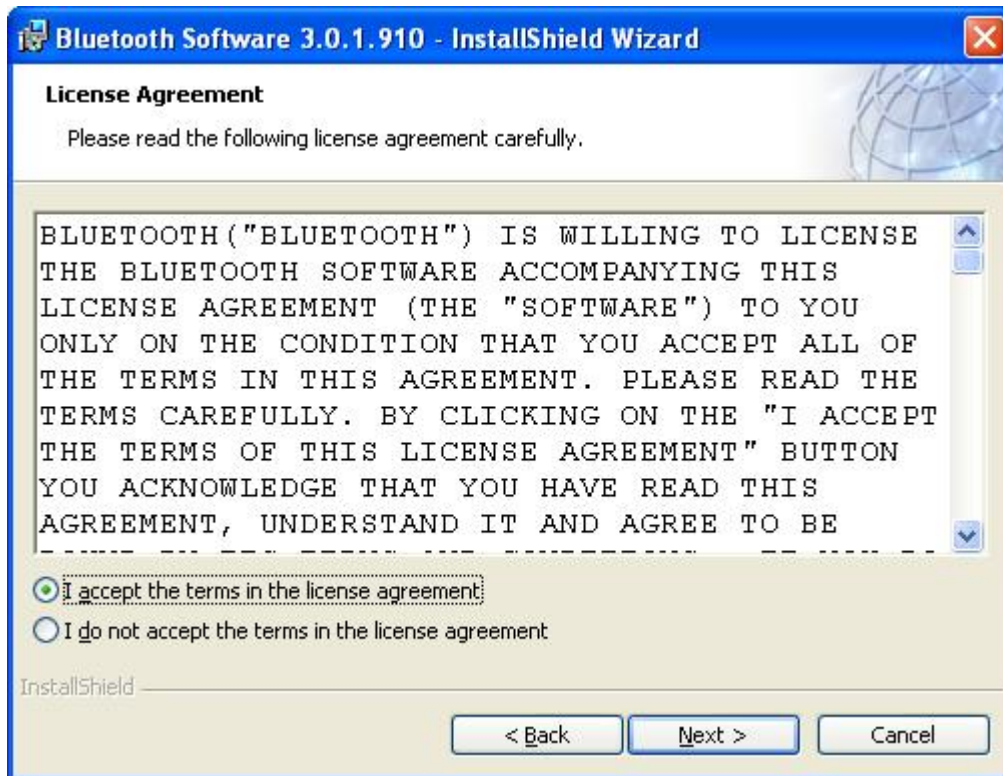 Bluetooth Software 3.0.1.910 - InstallShield Wizard
License Agreement
Please read the following license agreement carefully.
BLUETOOTH("BLUETOOTH") IS WILLING TO LICENSE
THE BLUETOOTH SOFTWARE ACCOMPANYING THIS
LICENSE AGREEMENT (THE "SOFTWARE") TO YOU
ONLY ON THE CONDITION THAT YOU ACCEPT ALL OF
THE TERMS IN THIS AGREEMENT. PLEASE READ THE
TERMS CAREFULLY. BY CLICKING ON THE "I ACCEPT
THE TERMS OF THIS LICENSE AGREEMENT" BUTTON
YOU ACKNOWLEDGE THAT YOU HAVE READ THIS
AGREEMENT, UNDERSTAND IT AND AGREE TO BE
I accept the terms in the license agreement
I do not accept the terms in the license agreement
InstallShield
< Back
Next >
Cancel